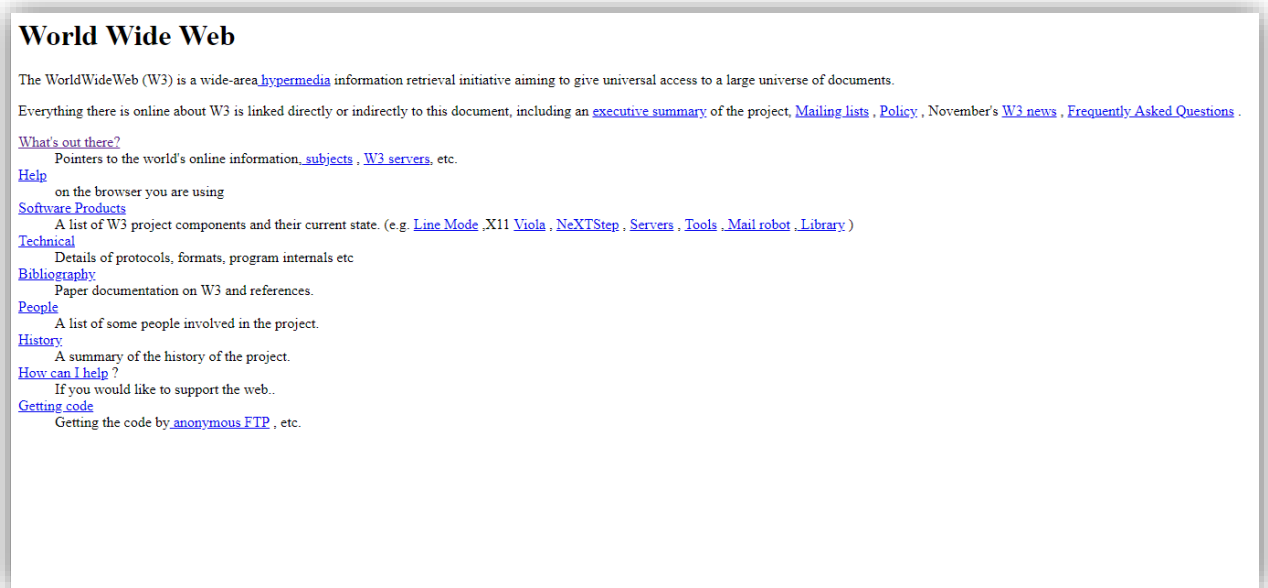 World Wide Web
The WorldWideWeb (W3) is a wide-area hypermedia information retrieval initiative aiming to give universal access to a large universe of documents.
Everything there is online about W3 is linked directly or indirectly to this document, including an executive summary of the project, Mailing lists , Policy , November's W3 news , Frequently Asked Questions .
What's out there?
Pointers to the world's online information, subjects , W3 servers, etc.
Help
on the browser you are using
Software Products
A list of W3 project components and their current state. (e.g. Line Mode ,X11 Viola , NeXTStep , Servers , Tools , Mail robot , Library )
Technical
Details of protocols, formats, program internals etc
Bibliography
Paper documentation on W3 and references.
People
A list of some people involved in the project.
History
A summary of the history of the project.
How can I help ?
If you would like to support the web..
Getting code
Getting the code by anonymous FTP , etc.